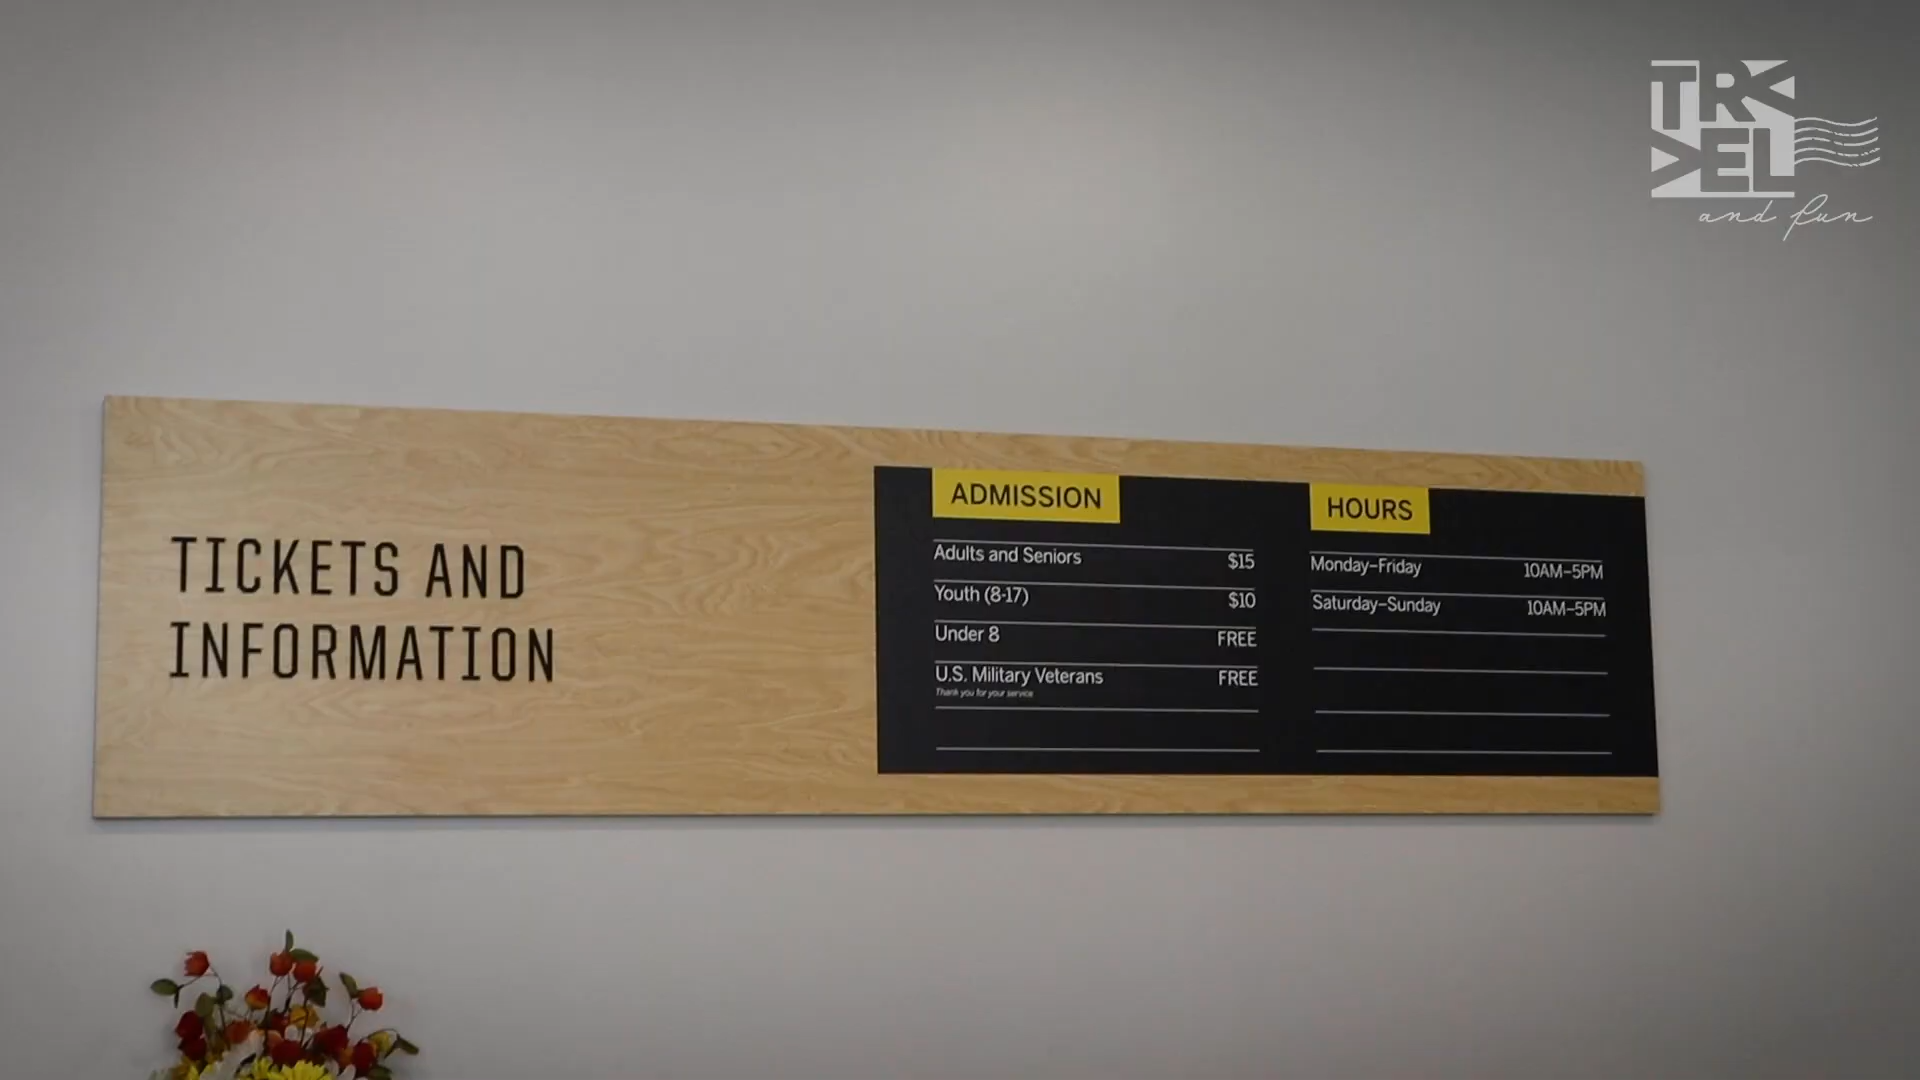 TRAVEL
and fun
TICKETS AND
INFORMATION
ADMISSION
Adults and Seniors $15
Youth (8-17) $10
Under 8 FREE
U.S. Military Veterans FREE
Thank you for your service
HOURS
Monday–Friday 10AM–5PM
Saturday–Sunday 10AM–5PM